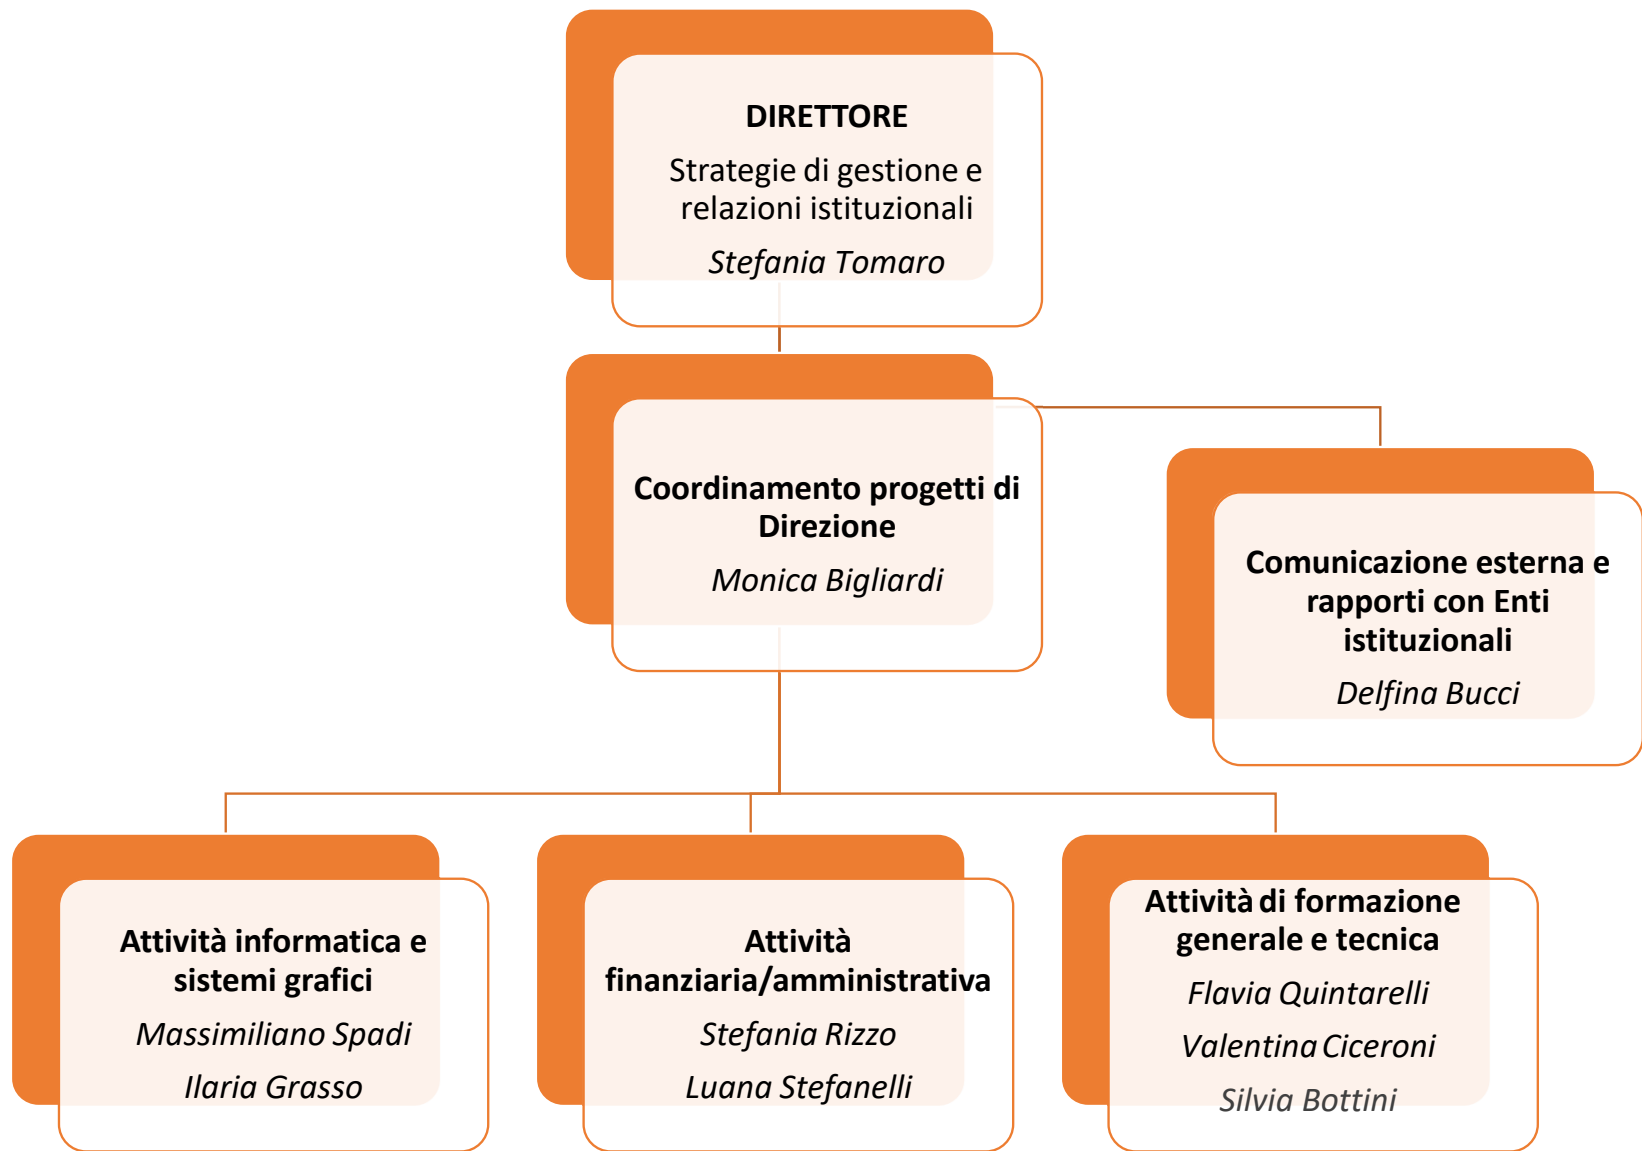 DIRETTORE
Strategie di gestione e
relazioni istituzionali
Stefania Tomaro
Coordinamento progetti di
Direzione
Monica Bigliardi
Comunicazione esterna e
rapporti con Enti
istituzionali
Delfina Bucci
Attività informatica e
sistemi grafici
Massimiliano Spadi
Ilaria Grasso
Attività
finanziaria/amministrativa
Stefania Rizzo
Luana Stefanelli
Attività di formazione
generale e tecnica
Flavia Quintarelli
Valentina Ciceroni
Silvia Bottini